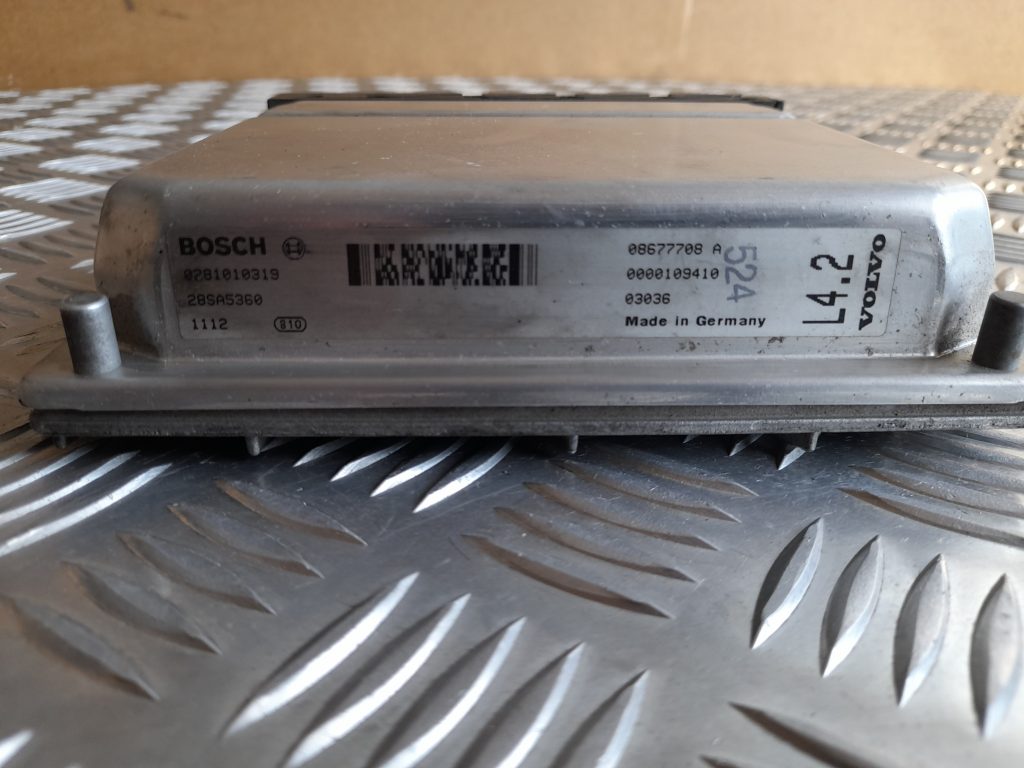 BOSCH
0281010319
28SA5360
1112 810
08677708 A
0000109410
03036
Made in Germany
524
L4.2
VOLVO